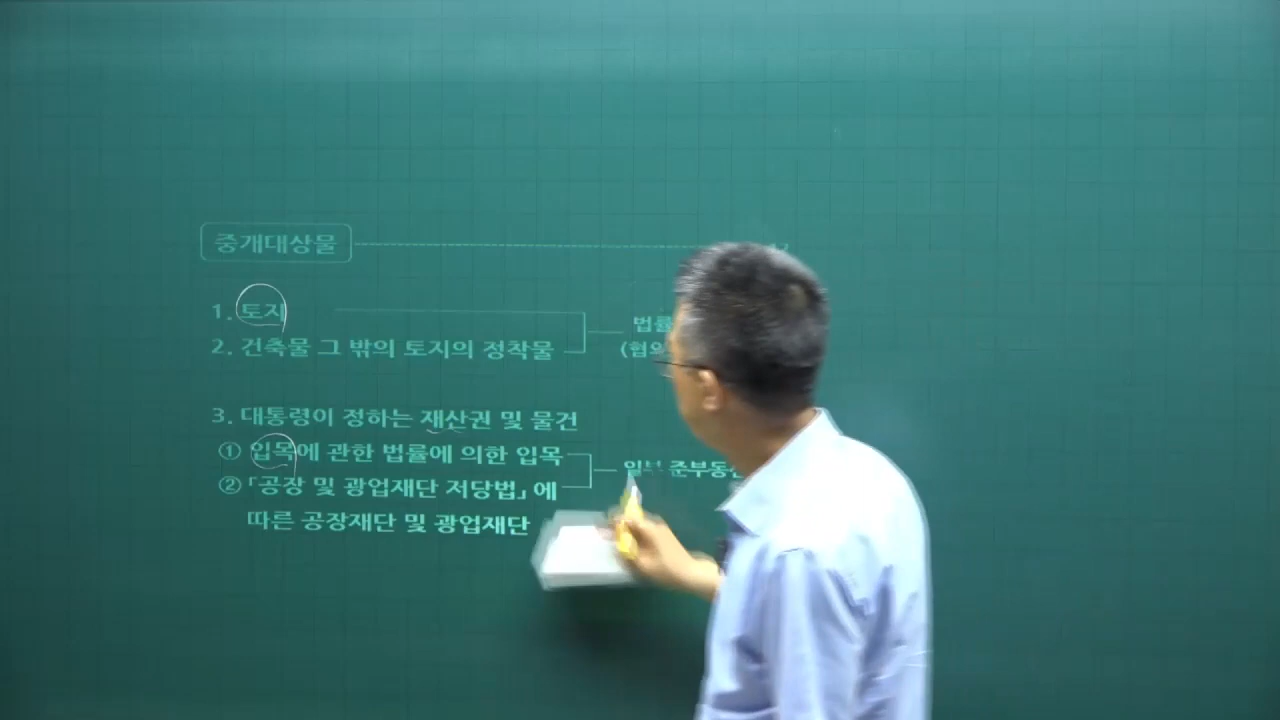 중개대상물
1. 토지
2. 건축물 그 밖의 토지의 정착물
법률
(협의
3. 대통령이 정하는 재산권 및 물건
① 입목에 관한 법률에 의한 입목
② 「공장 및 광업재단 저당법」에
따른 공장재단 및 광업재단
일부 준부동산